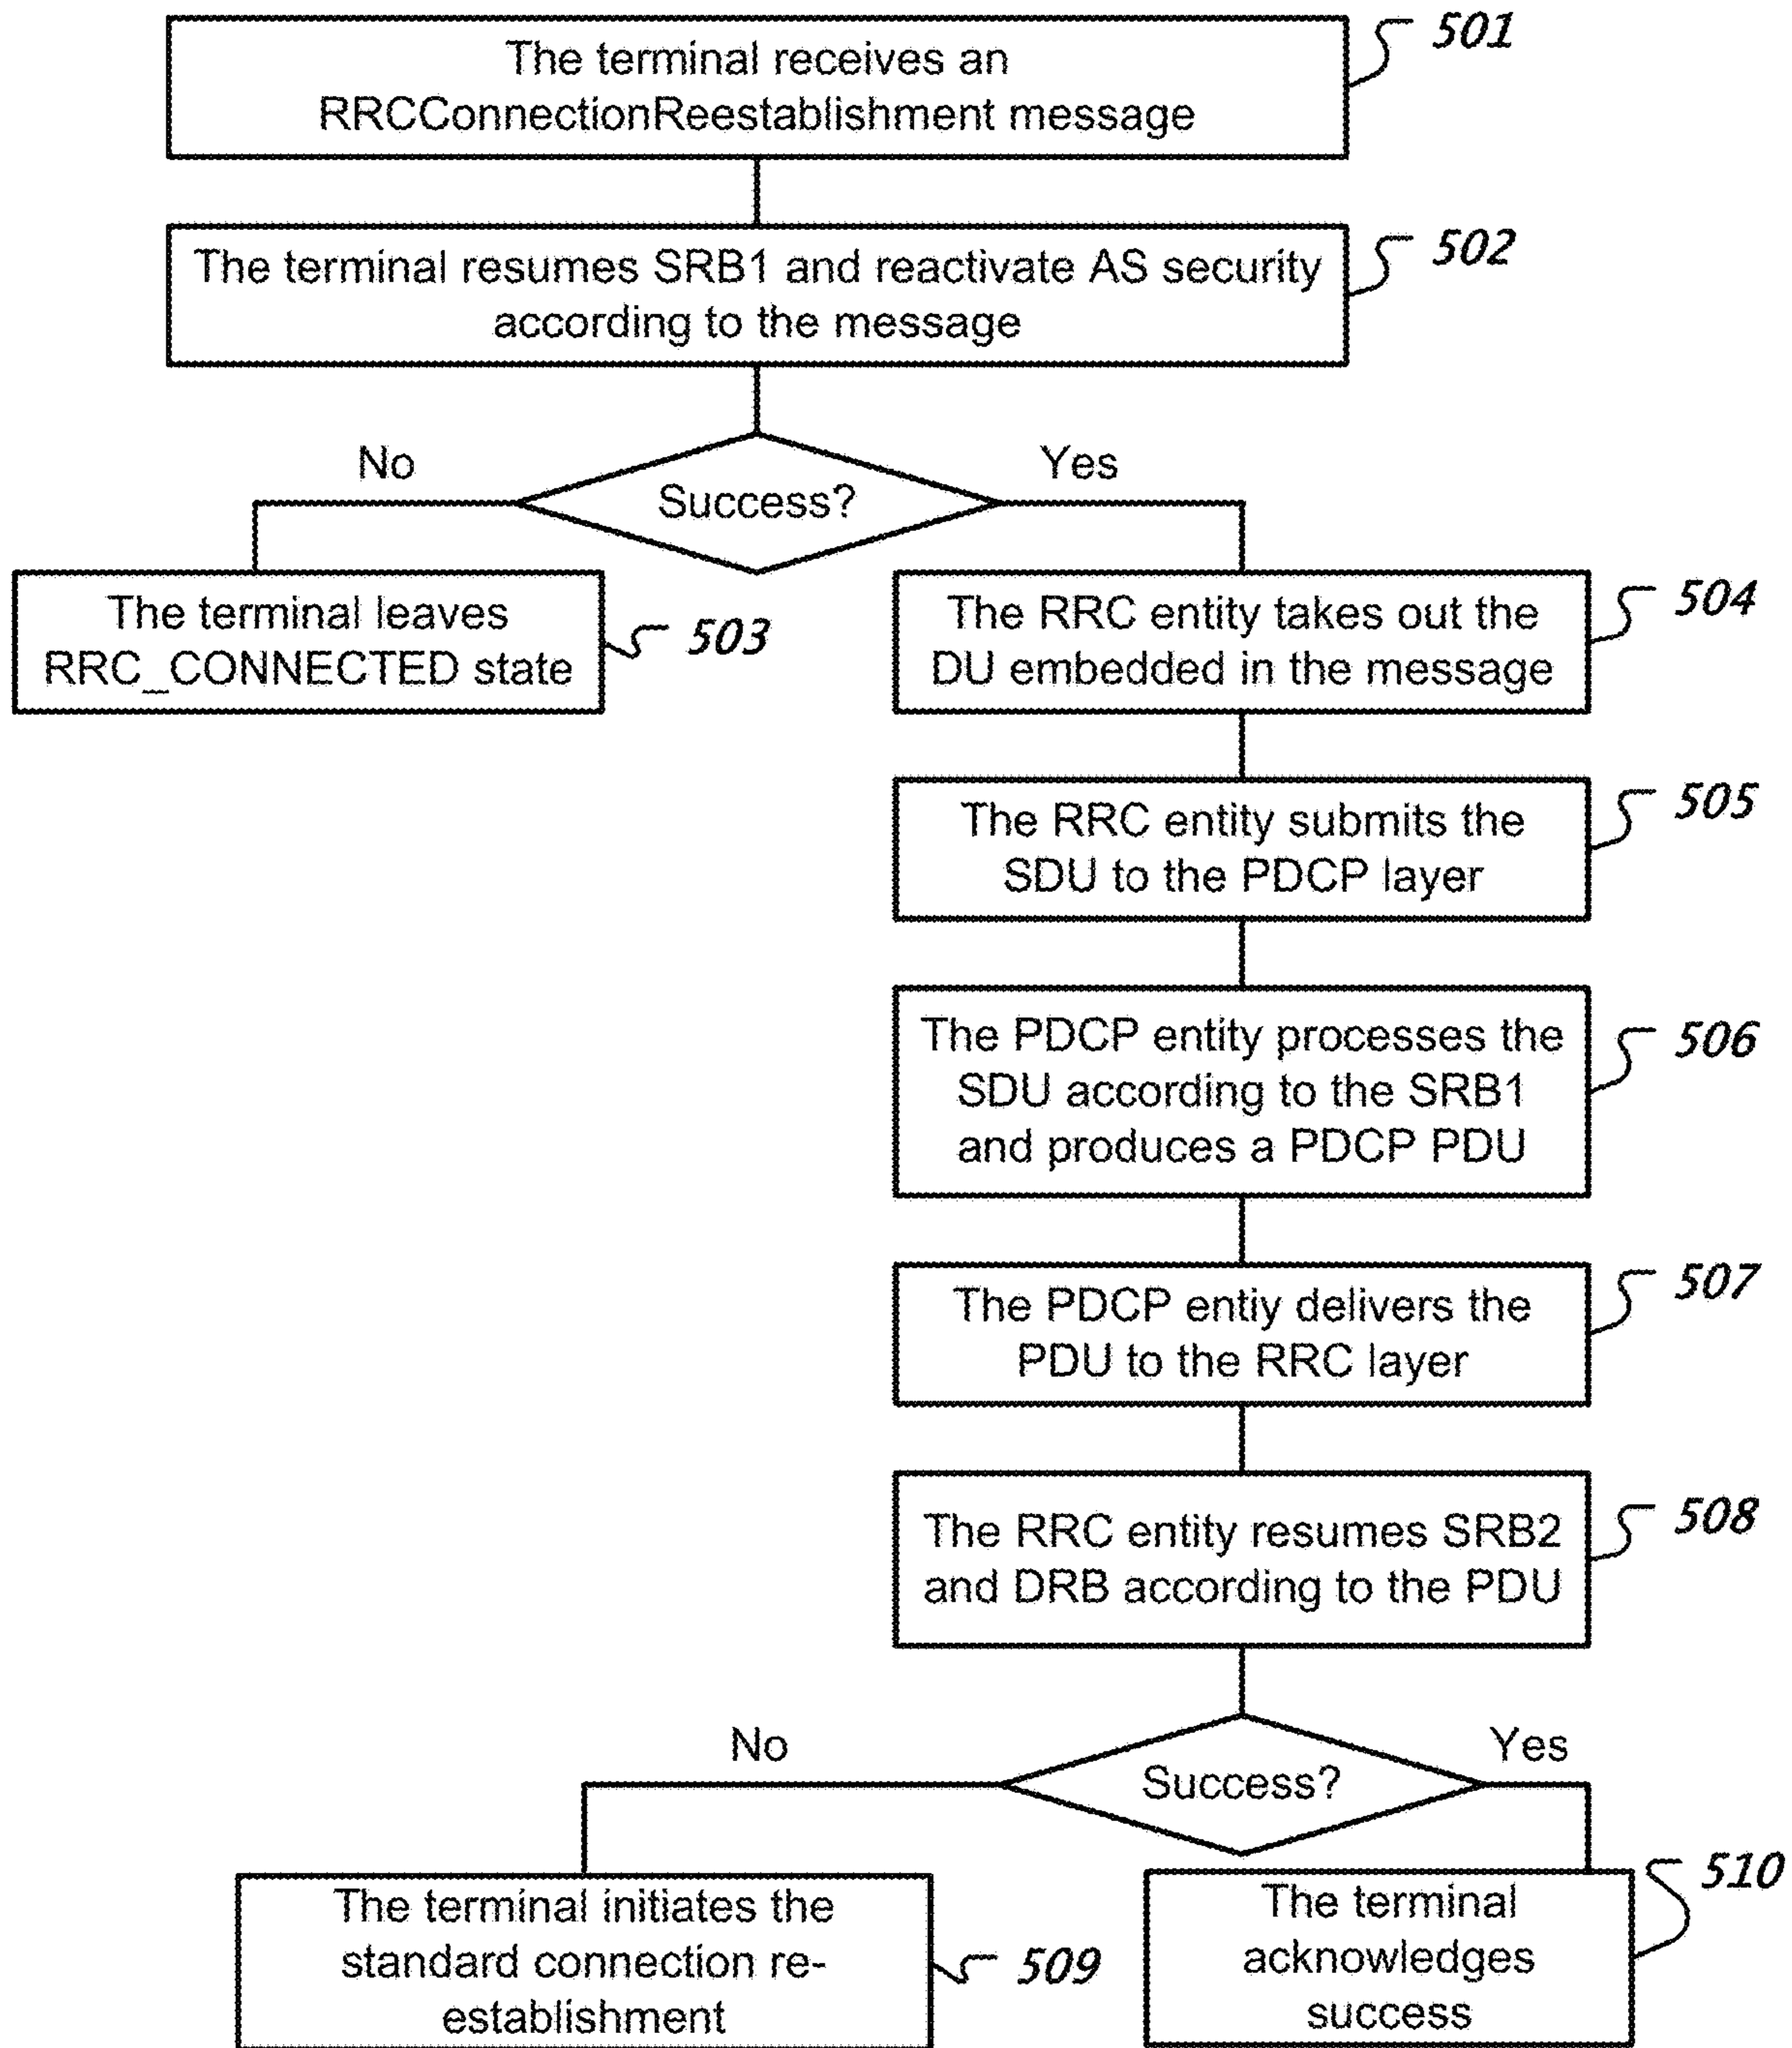 501
The terminal receives an
RRCConnectionReestablishment message
502
The terminal resumes SRB1 and reactivate AS security
according to the message
No
Yes
Success?
The terminal leaves
RRC_CONNECTED state
503
The RRC entity takes out the
DU embedded in the message
504
The RRC entity submits the
SDU to the PDCP layer
505
The PDCP entity processes the
SDU according to the SRB1
and produces a PDCP PDU
506
The PDCP entiy delivers the
PDU to the RRC layer
507
The RRC entity resumes SRB2
and DRB according to the PDU
508
No
Yes
Success?
The terminal initiates the
standard connection re-
establishment
509
The terminal
acknowledges
success
510